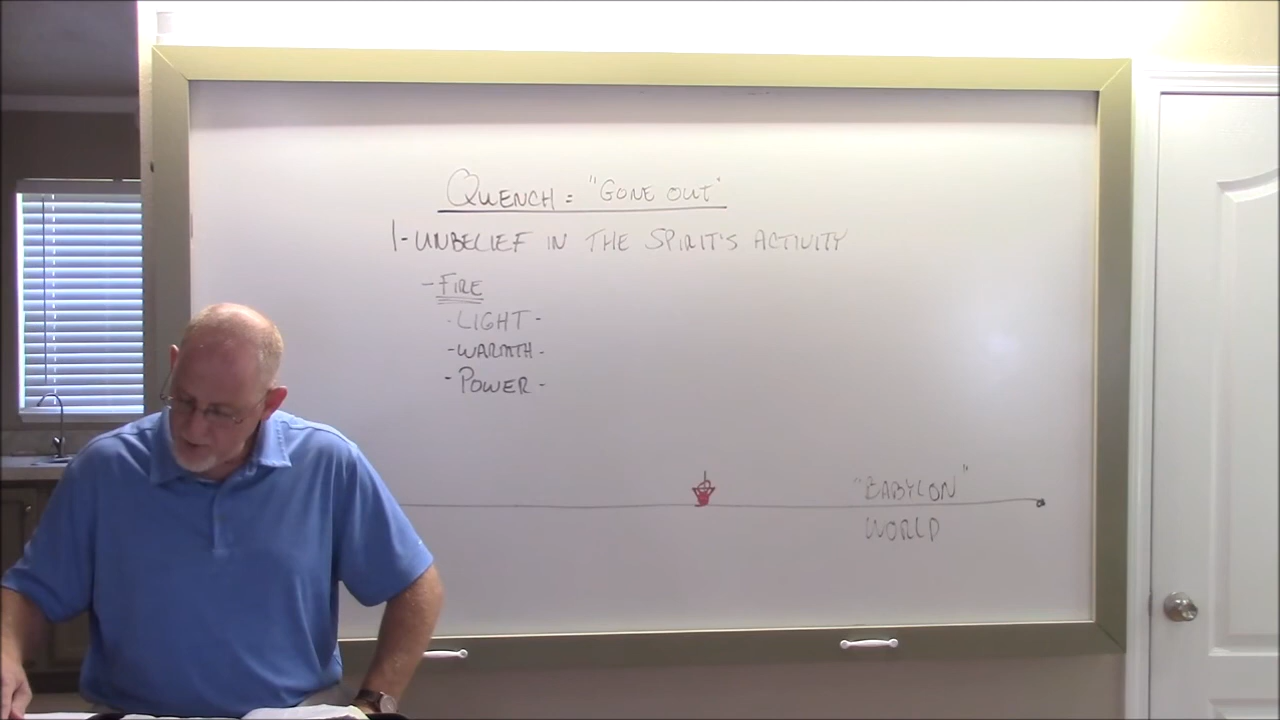 QUENCH = "GONE OUT"
1-UNBELIEF IN THE SPIRIT'S ACTIVITY
-FIRE
-LIGHT-
-WARMTH-
-POWER-
"BABYLON"
WORLD